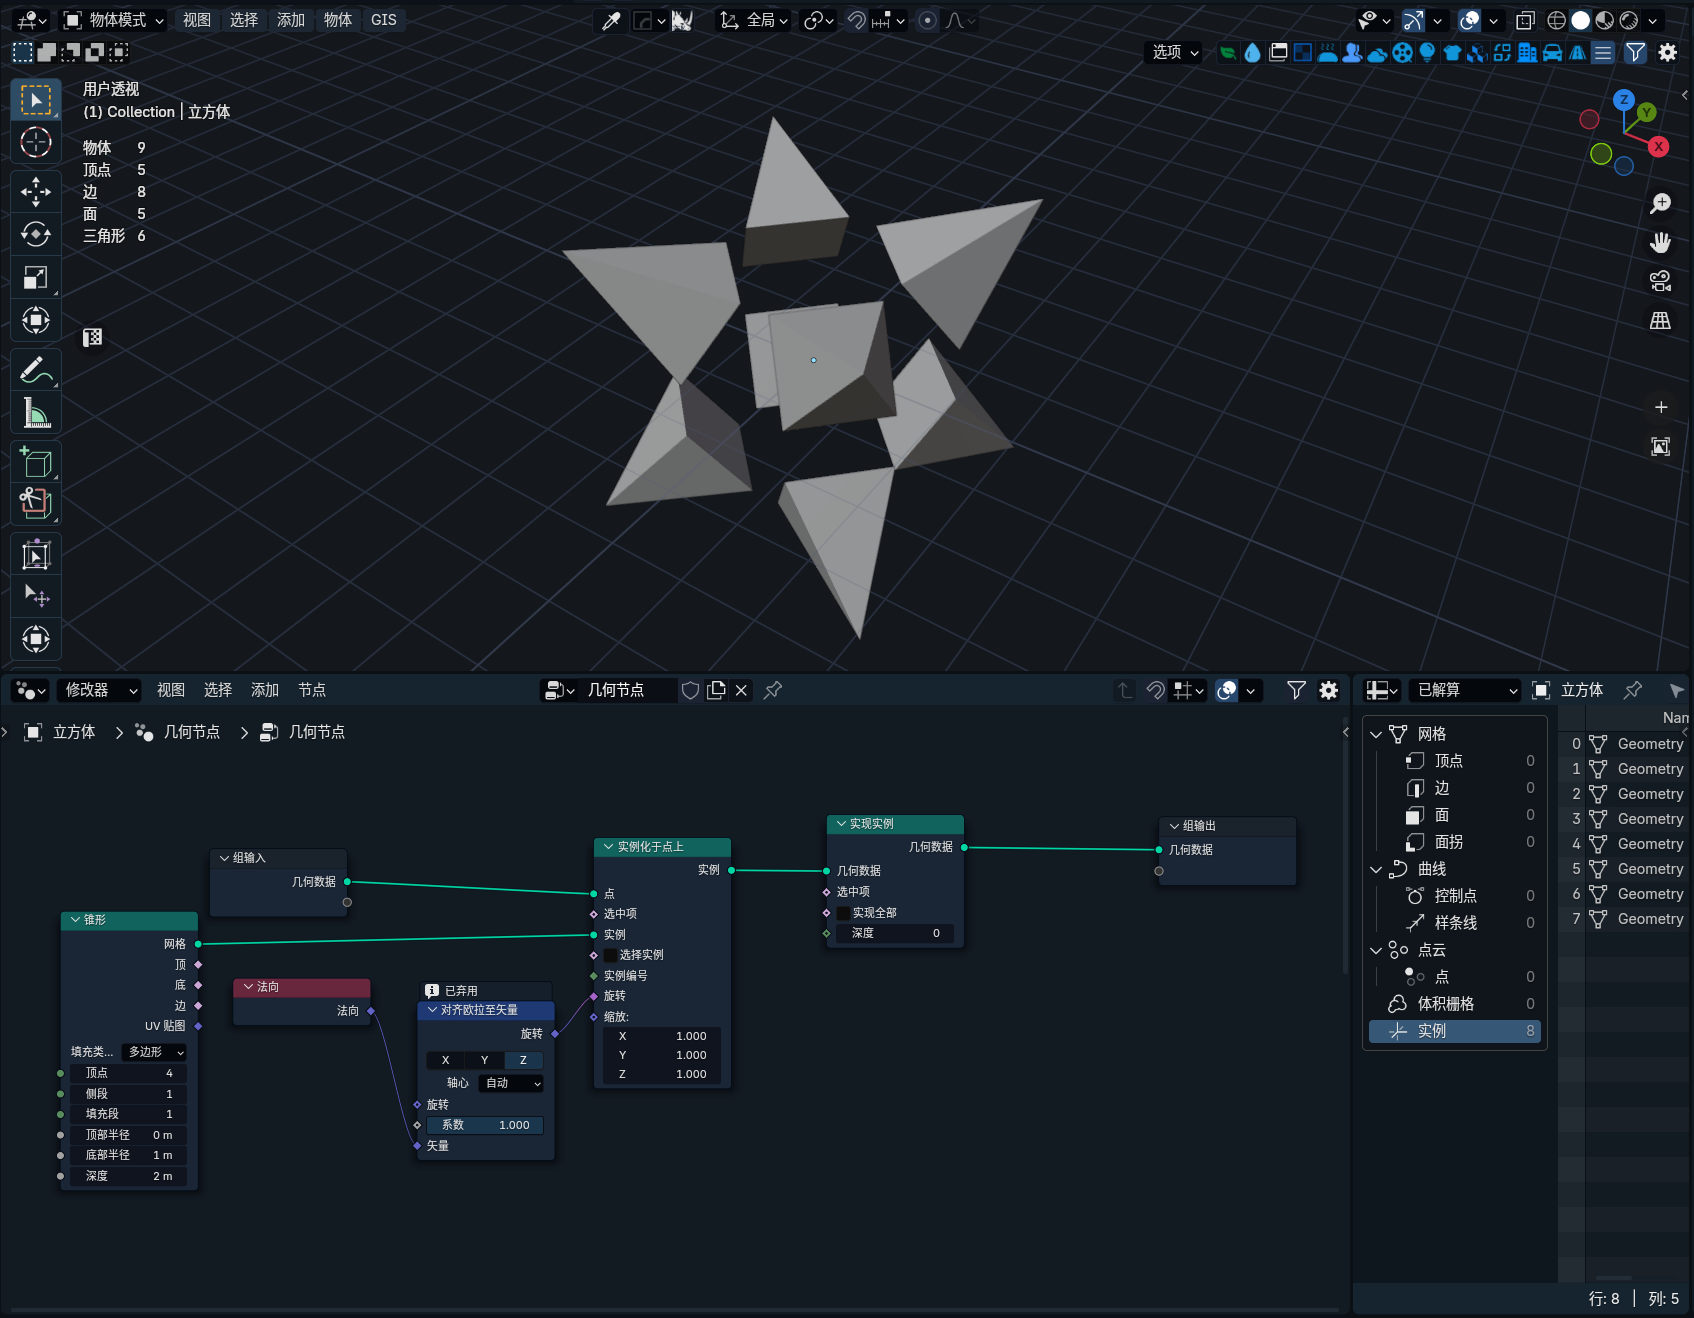 物体模式 视图 选择 添加 物体 GIS 全局
选项
用户透视
(1) Collection | 立方体
物体 9
顶点 5
边 8
面 5
三角形 6
Z
Y
X
修改器 视图 选择 添加 节点 几何节点
立方体 几何节点 几何节点
组输入
几何数据
锥形
网格
顶
底
边
UV 贴图
填充类... 多边形
顶点 4
侧段 1
填充段 1
顶部半径 0 m
底部半径 1 m
深度 2 m
法向
法向
已弃用
对齐欧拉至矢量
旋转
X Y Z
轴心 自动
旋转
系数 1.000
矢量
实例化于点上
实例
点
选中项
实例
选择实例
实例编号
旋转
缩放:
X 1.000
Y 1.000
Z 1.000
实现实例
几何数据
几何数据
选中项
实现全部
深度 0
组输出
几何数据
已解算 立方体
网格
顶点 0
边 0
面 0
面拐 0
曲线
控制点 0
样条线 0
点云
点 0
体积栅格 0
实例 8
Nam
0 Geometry
1 Geometry
2 Geometry
3 Geometry
4 Geometry
5 Geometry
6 Geometry
7 Geometry
行: 8 | 列: 5